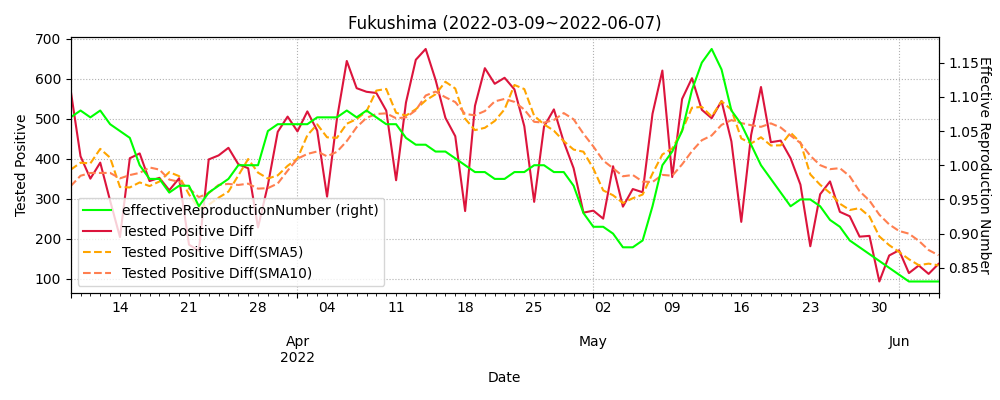 Fukushima (2022-03-09~2022-06-07)
Tested Positive
700
600
500
400
300
200
100
1.15
1.10
1.05
1.00
0.95
0.90
0.85
Effective Reproduction Number
effectiveReproductionNumber (right)
Tested Positive Diff
Tested Positive Diff(SMA5)
Tested Positive Diff(SMA10)
14 21 28 04 11 18 25 02 09 16 23 30
Apr May Jun
2022
Date